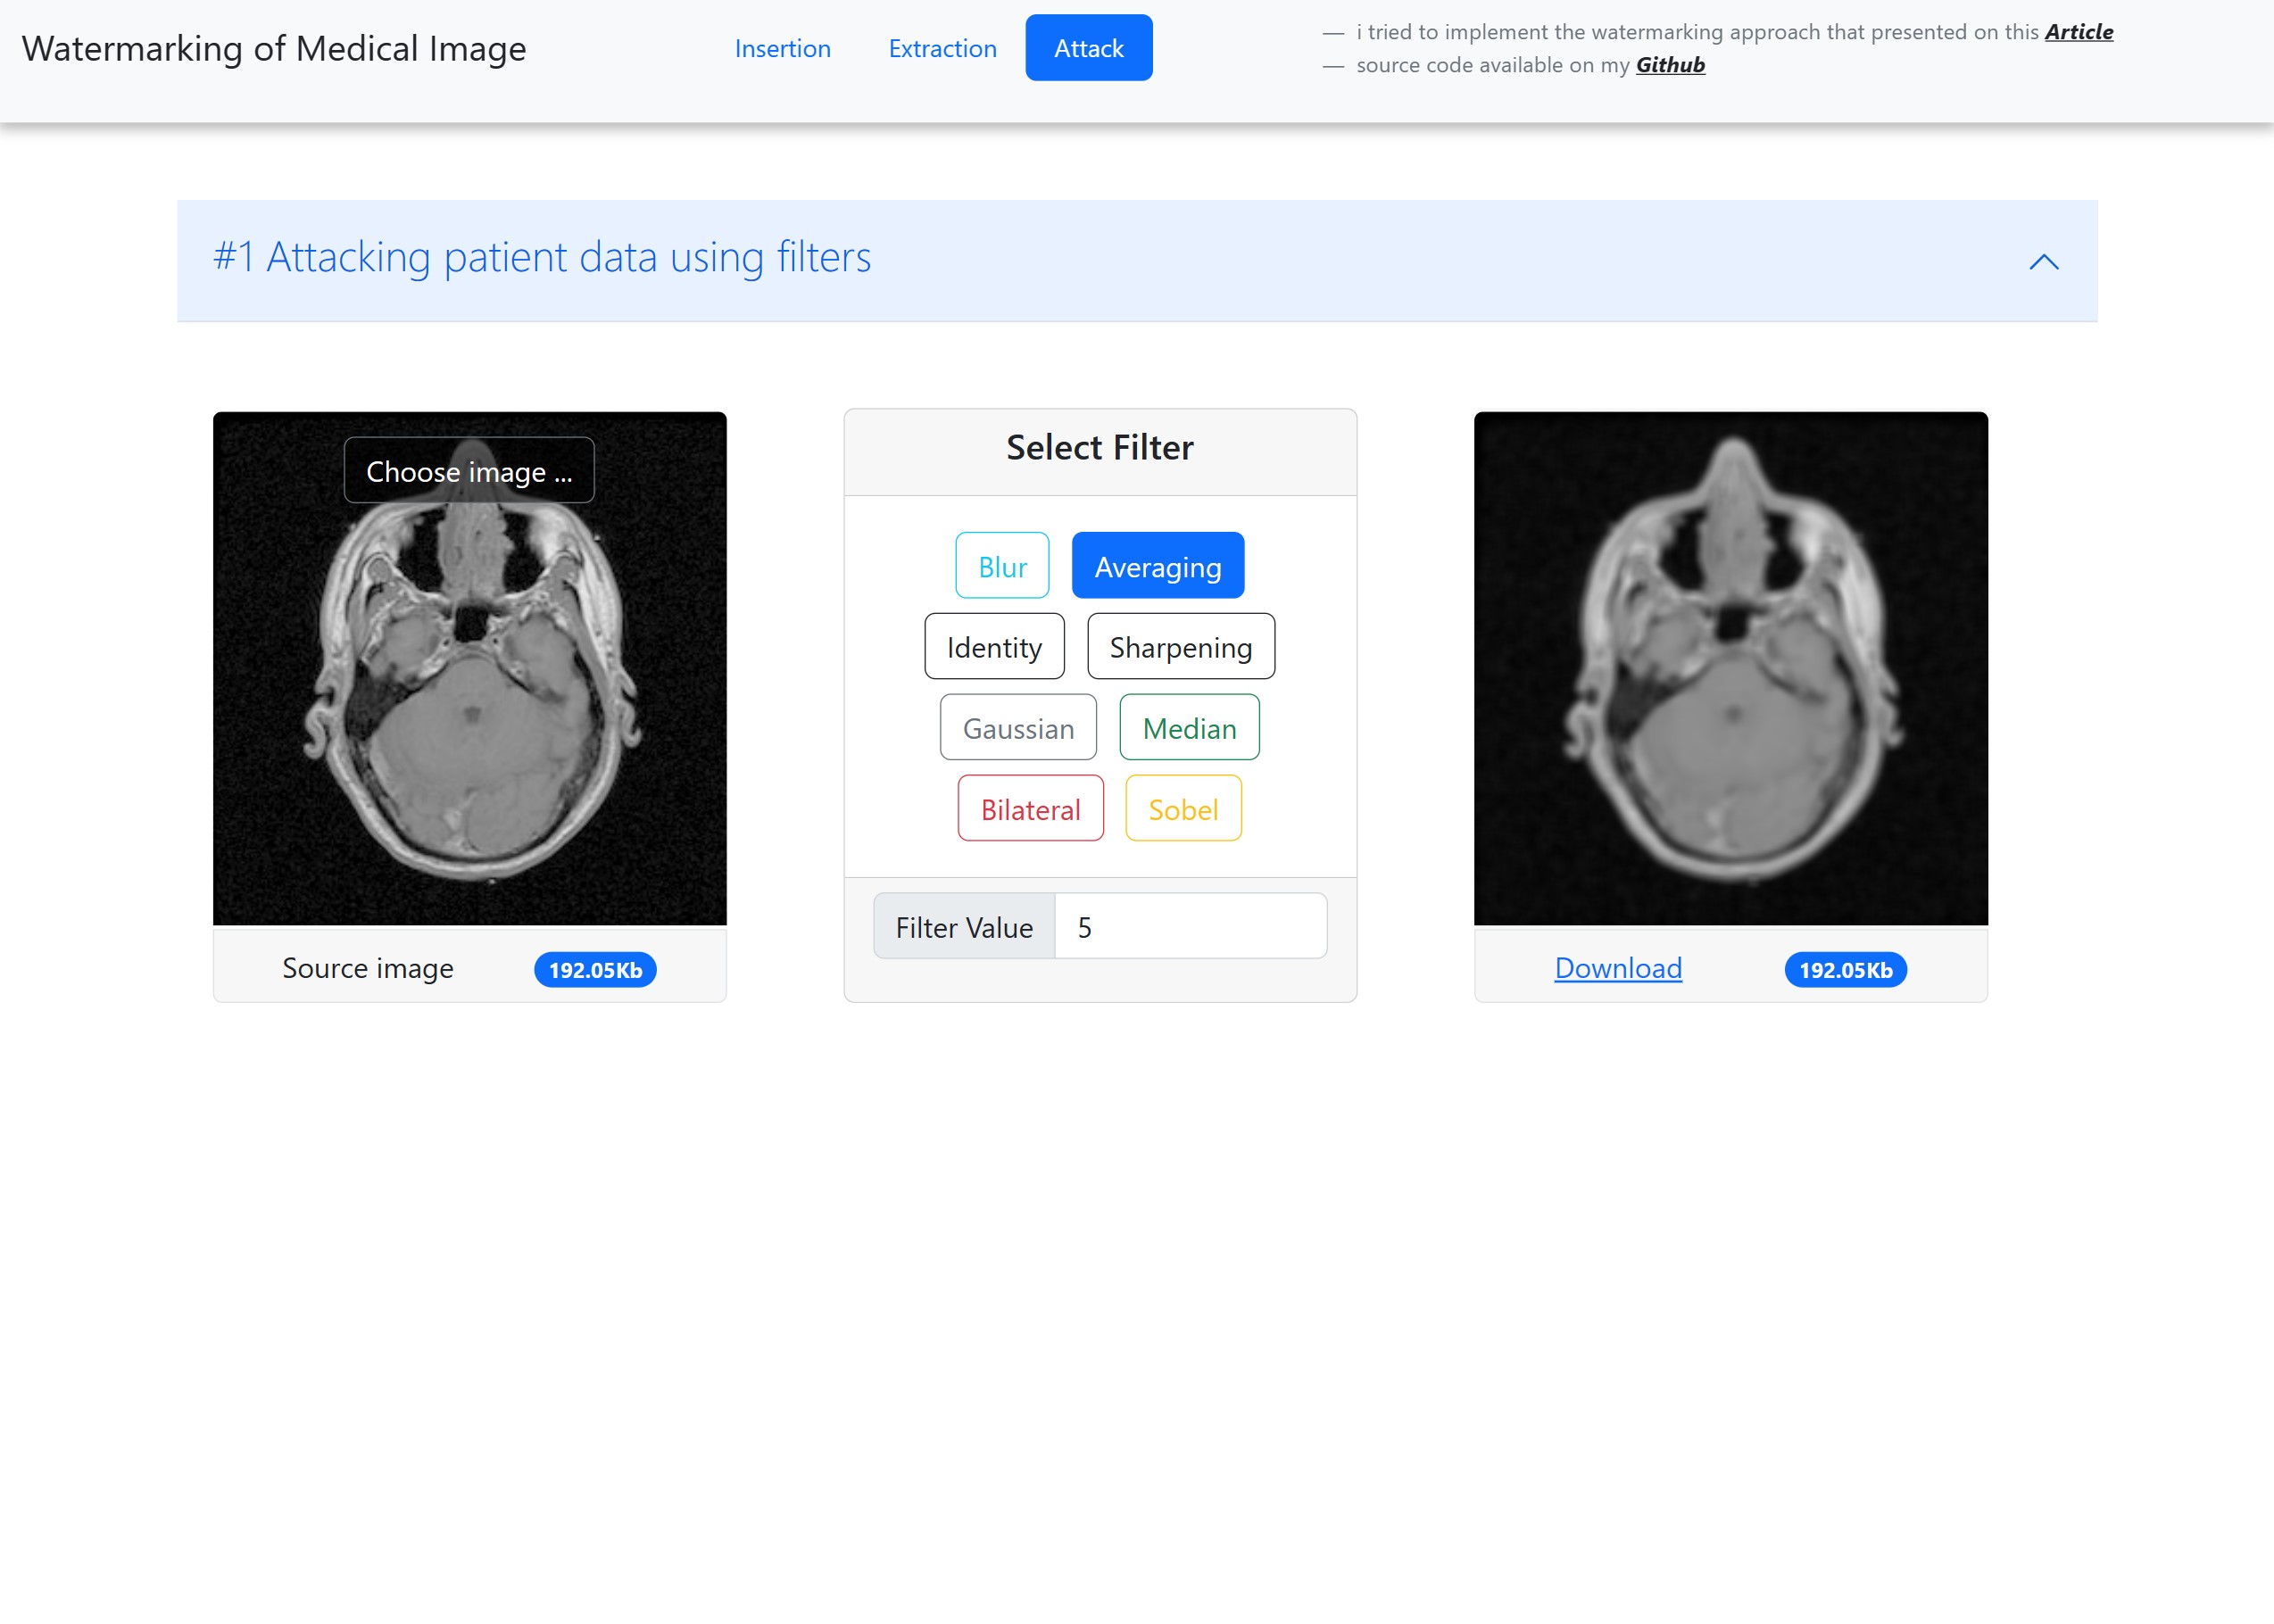 Watermarking of Medical Image
Insertion
Extraction
Attack
— i tried to implement the watermarking approach that presented on this Article
— source code available on my Github
#1 Attacking patient data using filters
Choose image ...
Source image
192.05Kb
Select Filter
Blur
Averaging
Identity
Sharpening
Gaussian
Median
Bilateral
Sobel
Filter Value
5
Download
192.05Kb